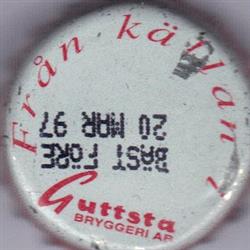 Från källan i
BÄST FÖRE
20 MAR 97
Guttsta
BRYGGERI AB